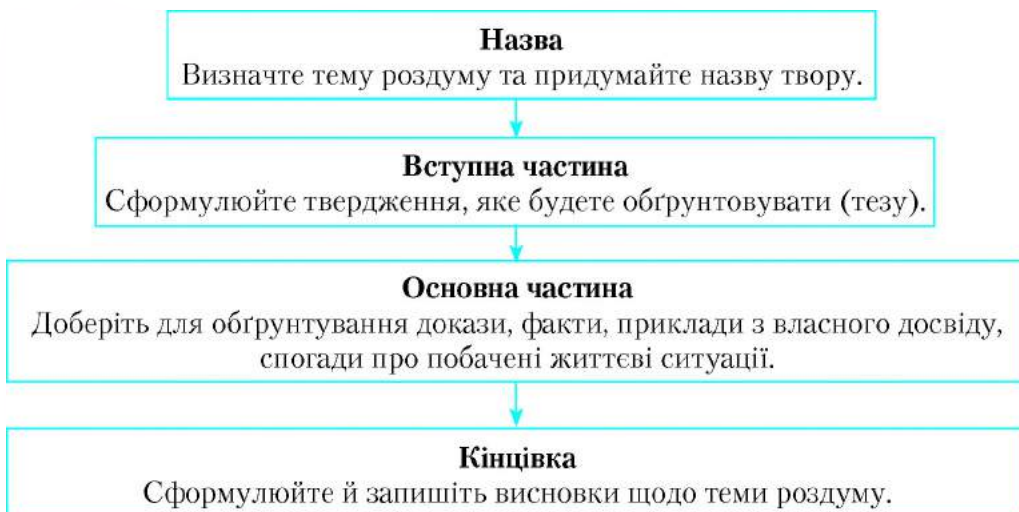 Назва
Визначте тему роздуму та придумайте назву твору.
Вступна частина
Сформулюйте твердження, яке будете обґрунтовувати (тезу).
Основна частина
Доберіть для обґрунтування докази, факти, приклади з власного досвіду,
спогади про побачені життєві ситуації.
Кінцівка
Сформулюйте й запишіть висновки щодо теми роздуму.